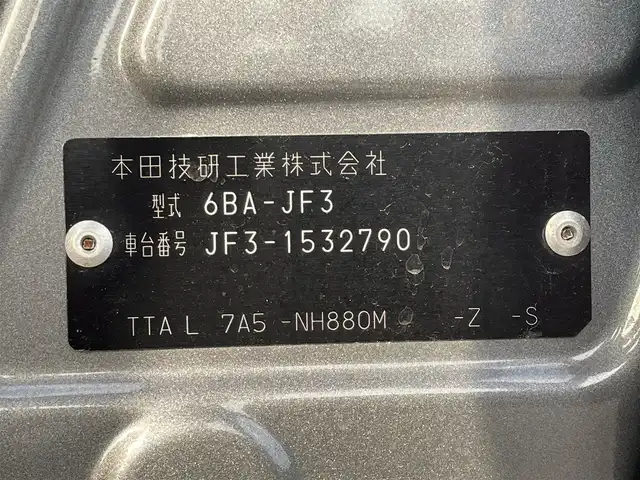 本田技研工業株式会社
型式 6BA-JF3
車台番号 JF3-1532790
TTA L 7A5 -NH880M -Z -S